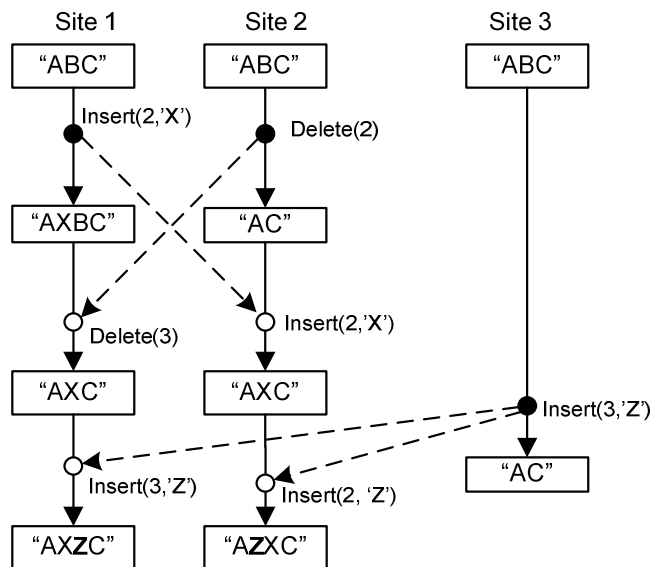 Site 1 Site 2 Site 3
“ABC” “ABC” “ABC”
Insert(2,’X’) Delete(2)
“AXBC” “AC”
Delete(3) Insert(2,’X’)
“AXC” “AXC”
Insert(3,’Z’)
Insert(3,’Z’) Insert(2, ‘Z’) “AC”
“AXZC” “AZXC”